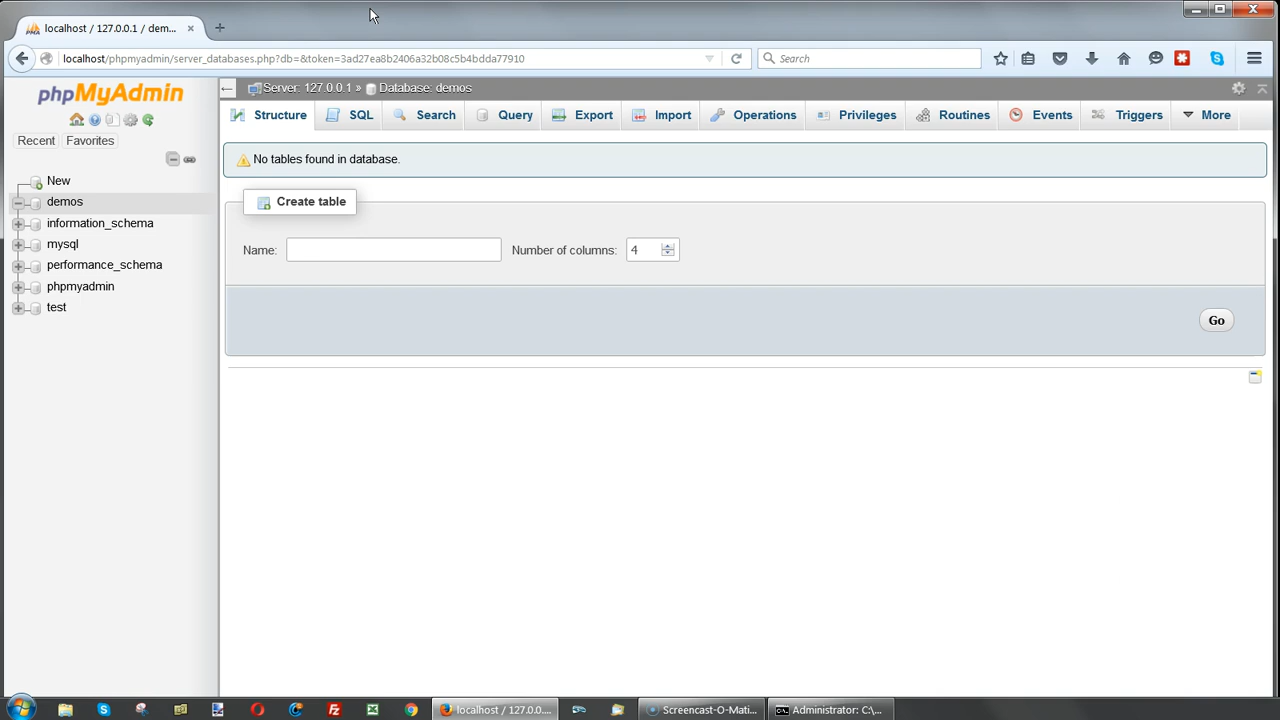 localhost / 127.0.0.1 / dem...
localhost/phpmyadmin/server_databases.php?db=&token=3ad27ea8b2406a32b08c5b4b4da77910
Search
phpMyAdmin
Recent
Favorites
New
demos
information_schema
mysql
performance_schema
phpmyadmin
test
Server: 127.0.0.1 » Database: demos
Structure
SQL
Search
Query
Export
Import
Operations
Privileges
Routines
Events
Triggers
More
No tables found in database.
Create table
Name:
Number of columns: 4
Go
localhost / 127.0.0....
Screencast-O-Mati...
Administrator: C:\...